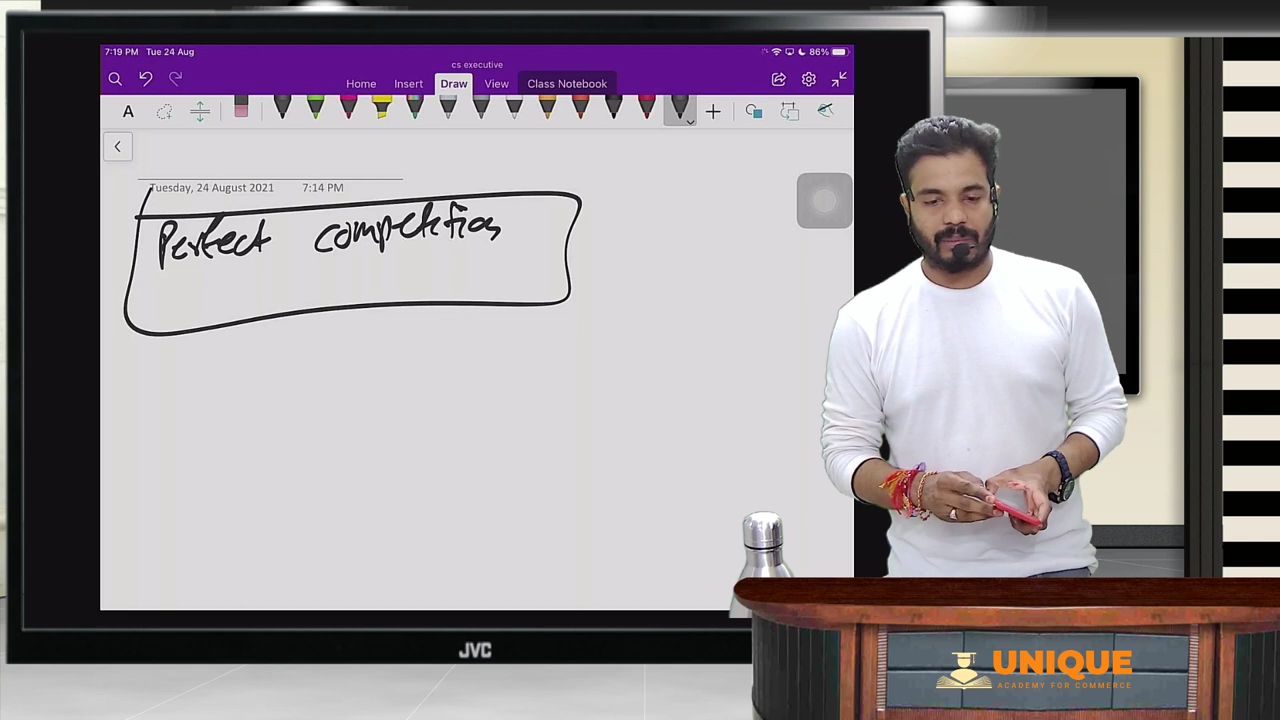 7:19 PM Tue 24 Aug
86%
cs executive
Home Insert Draw View Class Notebook
A
Tuesday, 24 August 2021 7:14 PM
Perfect competition
JVC
UNIQUE
ACADEMY FOR COMMERCE